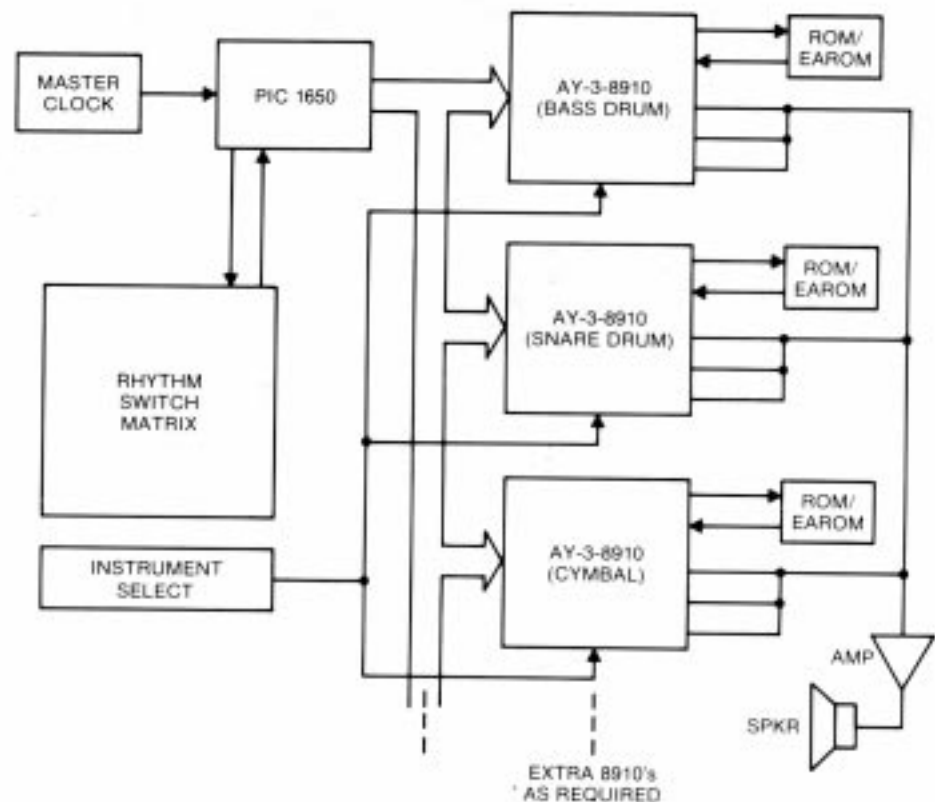 MASTER
CLOCK
PIC 1650
AY-3-8910
(BASS DRUM)
ROM/
EAROM
RHYTHM
SWITCH
MATRIX
AY-3-8910
(SNARE DRUM)
ROM/
EAROM
INSTRUMENT
SELECT
AY-3-8910
(CYMBAL)
ROM/
EAROM
AMP
SPKR
EXTRA 8910's
AS REQUIRED